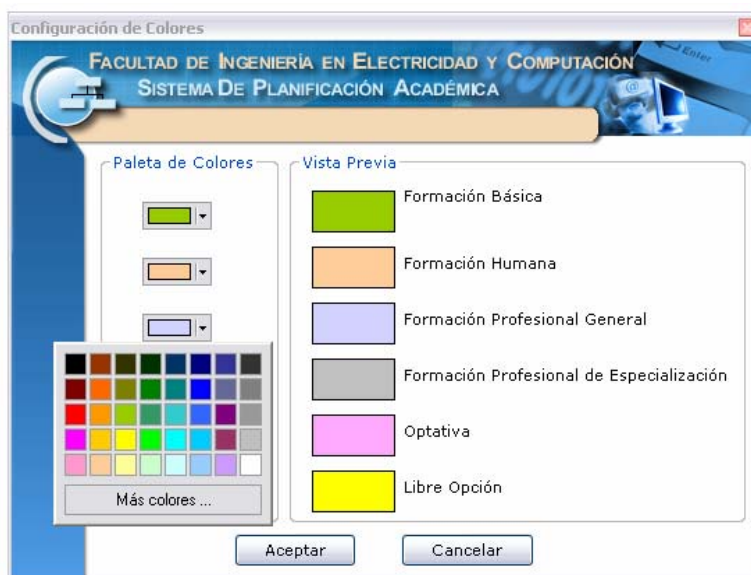 Configuración de Colores
FACULTAD DE INGENIERÍA EN ELECTRICIDAD Y COMPUTACIÓN
SISTEMA DE PLANIFICACIÓN ACADÉMICA
Enter
@
Paleta de Colores
Vista Previa
Formación Básica
Formación Humana
Formación Profesional General
Formación Profesional de Especialización
Optativa
Libre Opción
Más colores ...
Aceptar
Cancelar